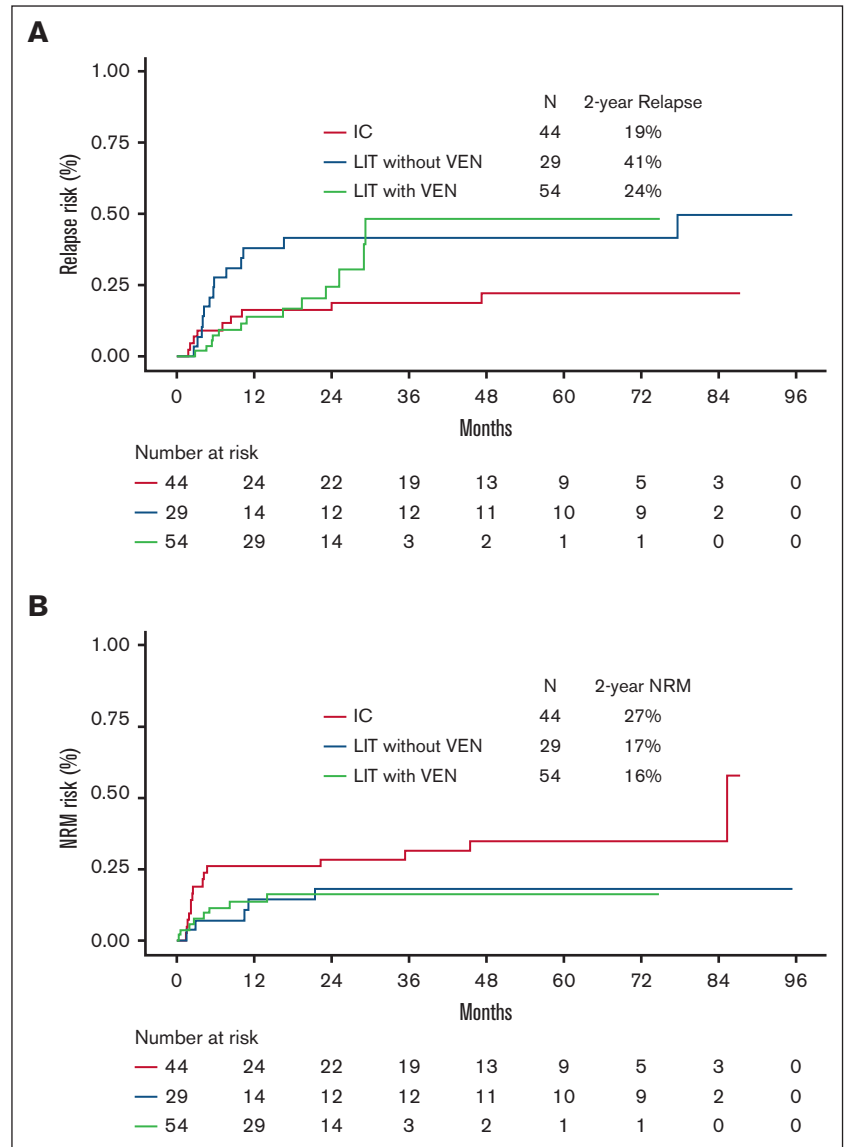 A
1.00
0.75
0.50
0.25
0.00
Relapse risk (%)
N 2-year Relapse
IC 44 19%
LIT without VEN 29 41%
LIT with VEN 54 24%
0 12 24 36 48 60 72 84 96
Months
Number at risk
44 24 22 19 13 9 5 3 0
29 14 12 12 11 10 9 2 0
54 29 14 3 2 1 1 0 0
B
1.00
0.75
0.50
0.25
0.00
NRM risk (%)
N 2-year NRM
IC 44 27%
LIT without VEN 29 17%
LIT with VEN 54 16%
0 12 24 36 48 60 72 84 96
Months
Number at risk
44 24 22 19 13 9 5 3 0
29 14 12 12 11 10 9 2 0
54 29 14 3 2 1 1 0 0